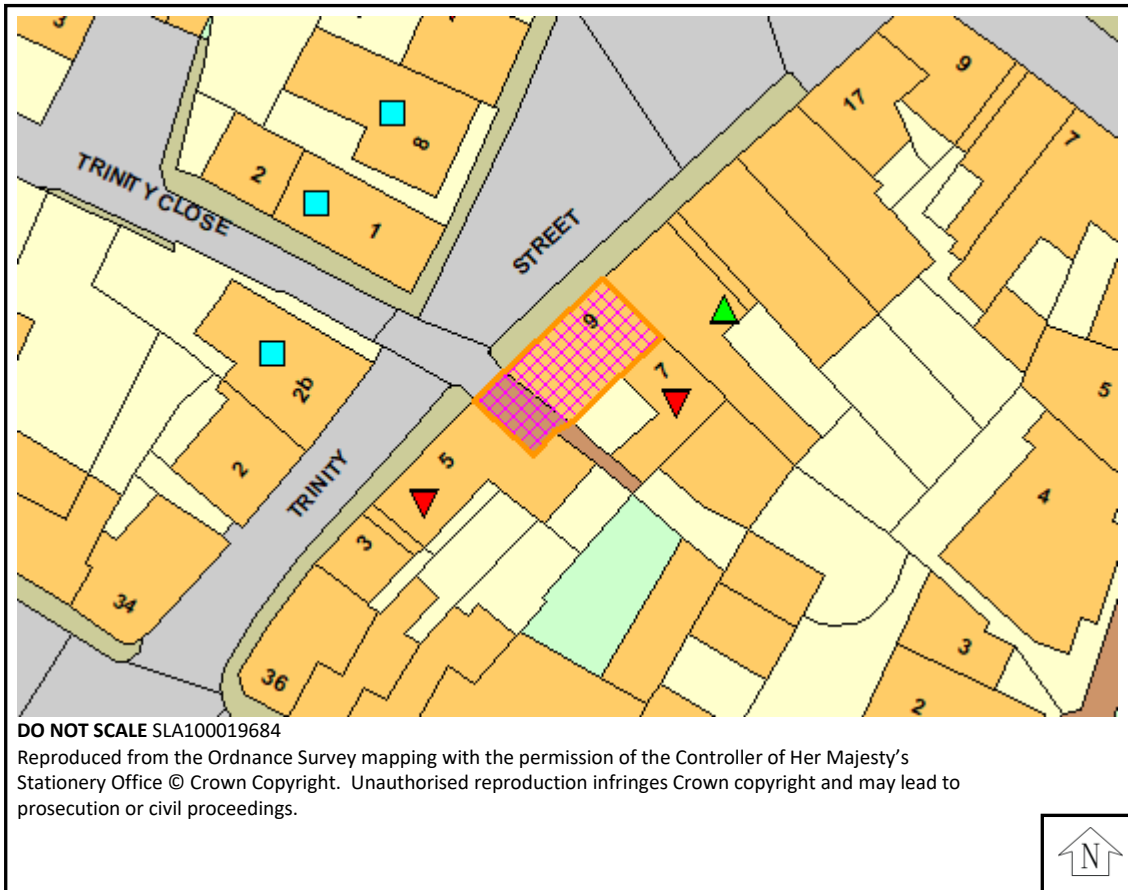 3
9
17
7
8
2
1
TRINITY CLOSE
STREET
9
7
2b
2
5
TRINITY
3
5
4
34
36
3
2
DO NOT SCALE SLA100019684
Reproduced from the Ordnance Survey mapping with the permission of the Controller of Her Majesty's
Stationery Office © Crown Copyright. Unauthorised reproduction infringes Crown copyright and may lead to
prosecution or civil proceedings.
N